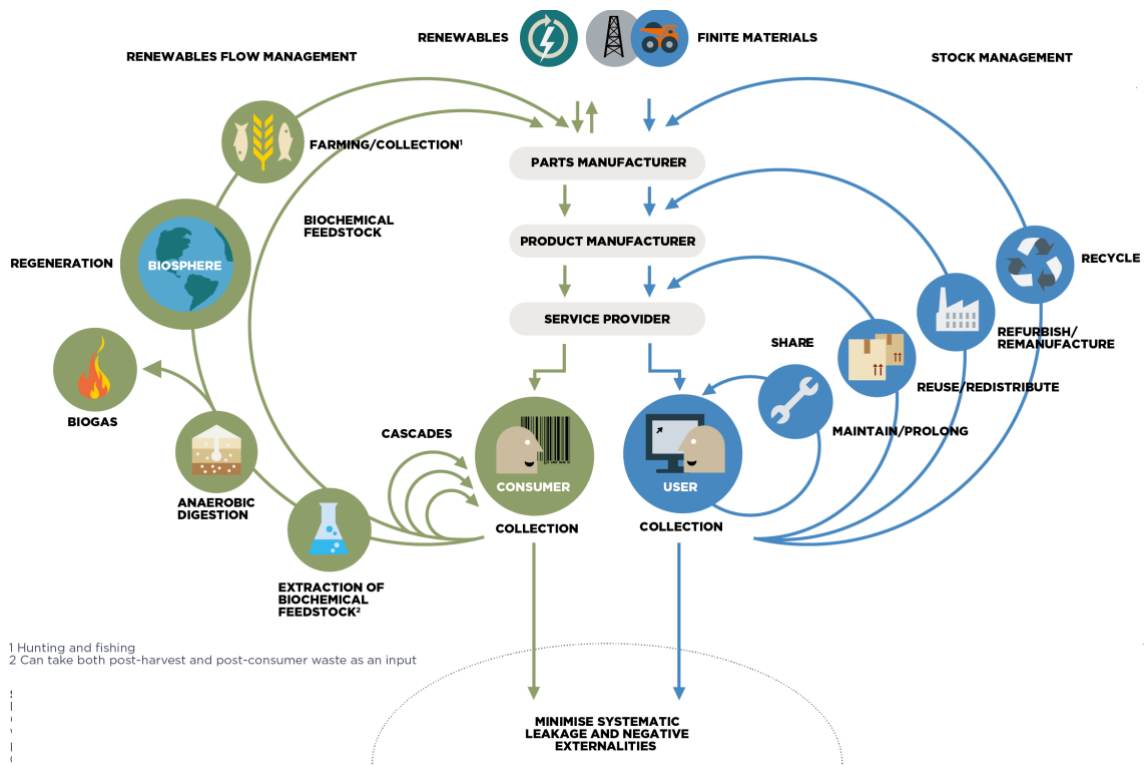 RENEWABLES
FINITE MATERIALS
RENEWABLES FLOW MANAGEMENT
STOCK MANAGEMENT
FARMING/COLLECTION¹
PARTS MANUFACTURER
BIOCHEMICAL
FEEDSTOCK
PRODUCT MANUFACTURER
REGENERATION
BIOSPHERE
RECYCLE
SERVICE PROVIDER
SHARE
REFURBISH/
REMANUFACTURE
REUSE/REDISTRIBUTE
BIOGAS
CASCADES
MAINTAIN/PROLONG
CONSUMER
USER
ANAEROBIC
DIGESTION
COLLECTION
COLLECTION
EXTRACTION OF
BIOCHEMICAL
FEEDSTOCK²
1 Hunting and fishing
2 Can take both post-harvest and post-consumer waste as an input
MINIMISE SYSTEMATIC
LEAKAGE AND NEGATIVE
EXTERNALITIES